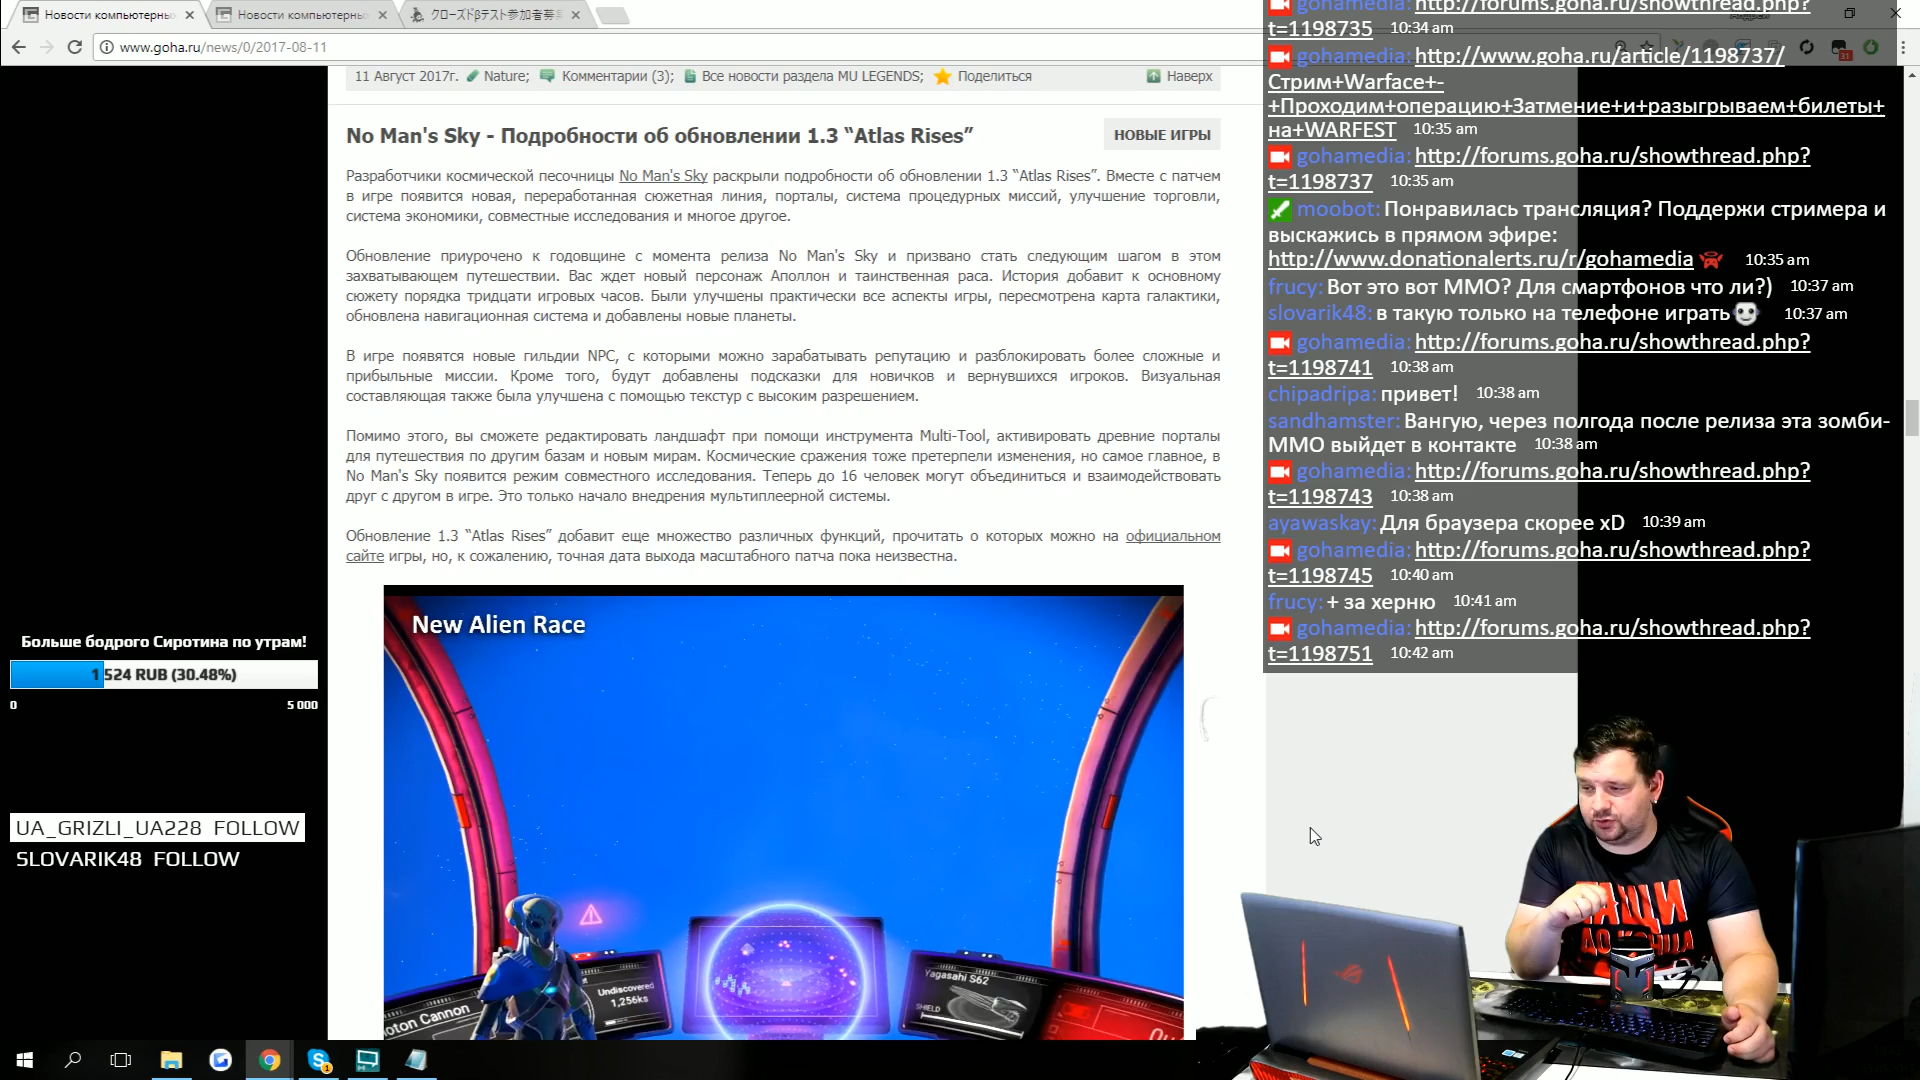 Новости компьютерны
Новости компьютерны
クローズドβテスト参加者募
www.goha.ru/news/0/2017-08-11
11 Август 2017г. Nature; Комментарии (3); Все новости раздела MU LEGENDS; Поделиться Наверх
No Man's Sky - Подробности об обновлении 1.3 “Atlas Rises”
НОВЫЕ ИГРЫ
Разработчики космической песочницы No Man's Sky раскрыли подробности об обновлении 1.3 “Atlas Rises”. Вместе с патчем
в игре появится новая, переработанная сюжетная линия, порталы, система процедурных миссий, улучшение торговли,
система экономики, совместные исследования и многое другое.
Обновление приурочено к годовщине с момента релиза No Man's Sky и призвано стать следующим шагом в этом
захватывающем путешествии. Вас ждет новый персонаж Аполлон и таинственная раса. История добавит к основному
сюжету порядка тридцати игровых часов. Были улучшены практически все аспекты игры, пересмотрена карта галактики,
обновлена навигационная система и добавлены новые планеты.
В игре появятся новые гильдии NPC, с которыми можно зарабатывать репутацию и разблокировать более сложные и
прибыльные миссии. Кроме того, будут добавлены подсказки для новичков и вернувшихся игроков. Визуальная
составляющая также была улучшена с помощью текстур с высоким разрешением.
Помимо этого, вы сможете редактировать ландшафт при помощи инструмента Multi-Tool, активировать древние порталы
для путешествия по другим базам и новым мирам. Космические сражения тоже претерпели изменения, но самое главное, в
No Man's Sky появится режим совместного исследования. Теперь до 16 человек могут объединиться и взаимодействовать
друг с другом в игре. Это только начало внедрения мультиплеерной системы.
Обновление 1.3 “Atlas Rises” добавит еще множество различных функций, прочитать о которых можно на официальном
сайте игры, но, к сожалению, точная дата выхода масштабного патча пока неизвестна.
New Alien Race
oton Cannon
Undiscovered
1,256ks
Yagasahi S62
SHIELD
Больше бодрого Сиротина по утрам!
1 524 RUB (30.48%)
0
5 000
UA_GRIZLI_UA228 FOLLOW
SLOVARIK48 FOLLOW
gohamedia: http://forums.goha.ru/showthread.php?
t=1198735 10:34 am
gohamedia: http://www.goha.ru/article/1198737/
Стрим+Warface+-
+Проходим+операцию+Затмение+и+разыгрываем+билеты+
на+WARFEST 10:35 am
gohamedia: http://forums.goha.ru/showthread.php?
t=1198737 10:35 am
moobot: Понравилась трансляция? Поддержи стримера и
выскажись в прямом эфире:
http://www.donationalerts.ru/r/gohamedia 10:35 am
frucy: Вот это вот ММО? Для смартфонов что ли?) 10:37 am
slovarik48: в такую только на телефоне играть 10:37 am
gohamedia: http://forums.goha.ru/showthread.php?
t=1198741 10:38 am
chipadripa: привет! 10:38 am
sandhamster: Вангую, через полгода после релиза эта зомби-
ММО выйдет в контакте 10:38 am
gohamedia: http://forums.goha.ru/showthread.php?
t=1198743 10:38 am
ayawaskay: Для браузера скорее xD 10:39 am
gohamedia: http://forums.goha.ru/showthread.php?
t=1198745 10:40 am
frucy: + за херню 10:41 am
gohamedia: http://forums.goha.ru/showthread.php?
t=1198751 10:42 am
31
1
ТАЩИ
ДО КОНЦА